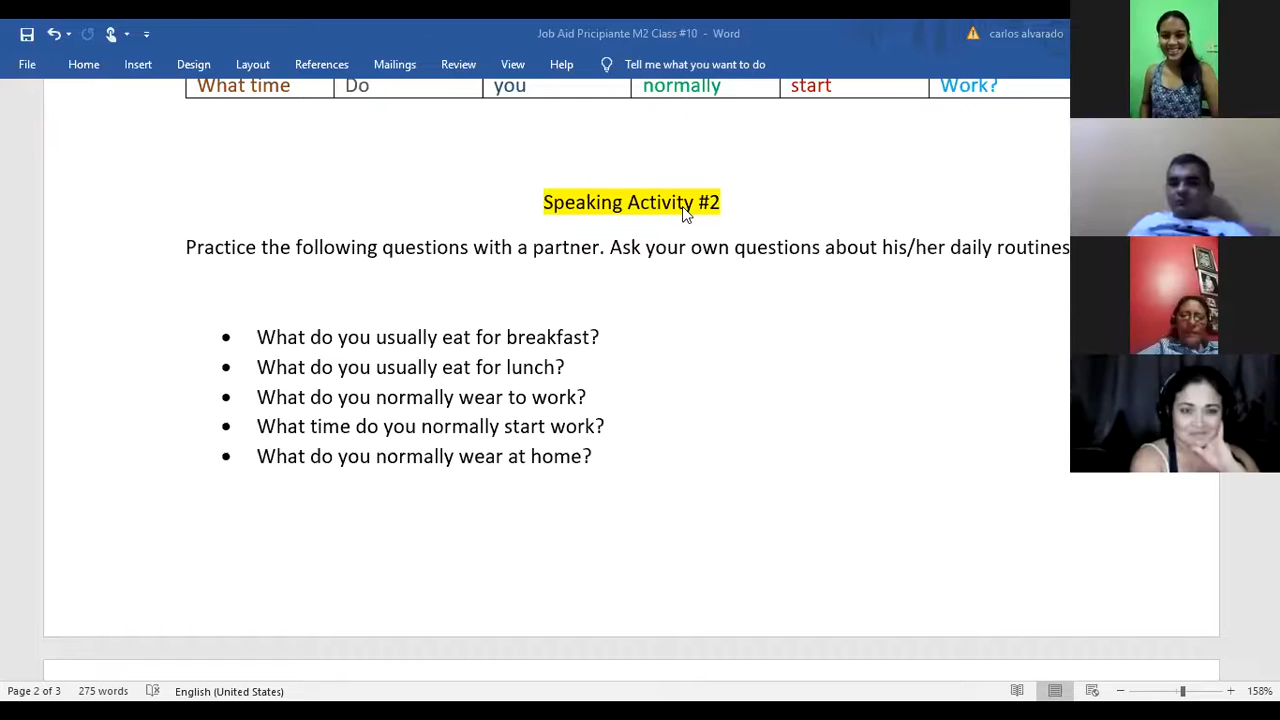 Job Aid Pricipiante M2 Class #10 - Word
carlos alvarado
File Home Insert Design Layout References Mailings Review View Help Tell me what you want to do
What time Do you normally start Work?
Speaking Activity #2
Practice the following questions with a partner. Ask your own questions about his/her daily routines
• What do you usually eat for breakfast?
• What do you usually eat for lunch?
• What do you normally wear to work?
• What time do you normally start work?
• What do you normally wear at home?
Page 2 of 3 275 words English (United States) 158%